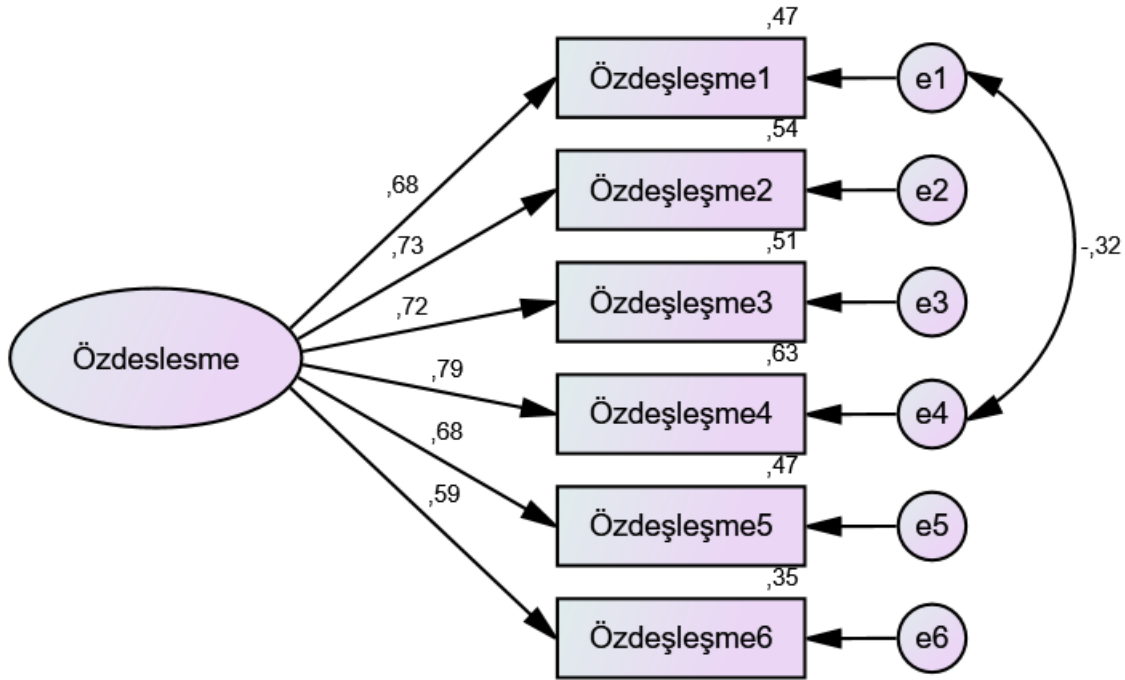 ,47
Özdeşleşme1
e1
,54
,68
Özdeşleşme2
e2
,73
,51
-,32
,72
Özdeşleşme3
e3
,63
Özdeslesme
,79
Özdeşleşme4
e4
,68
,47
,59
Özdeşleşme5
e5
,35
Özdeşleşme6
e6